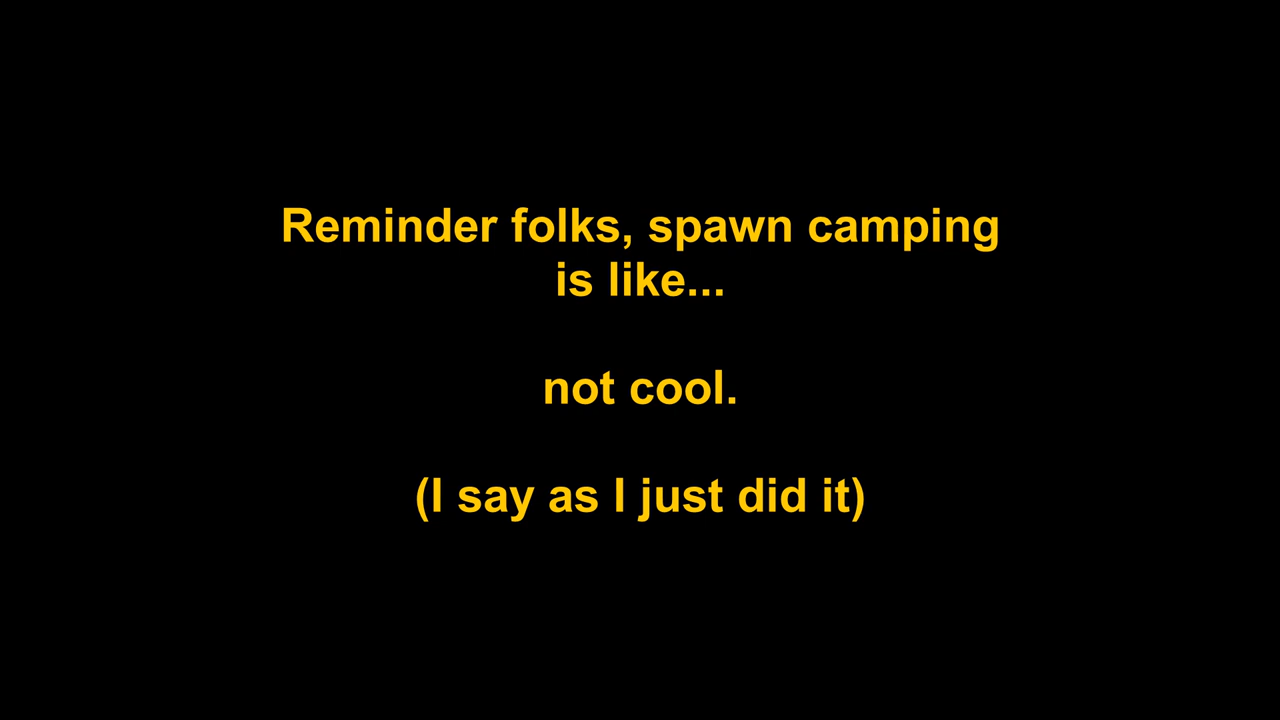 Reminder folks, spawn camping
is like...
not cool.
(I say as I just did it)